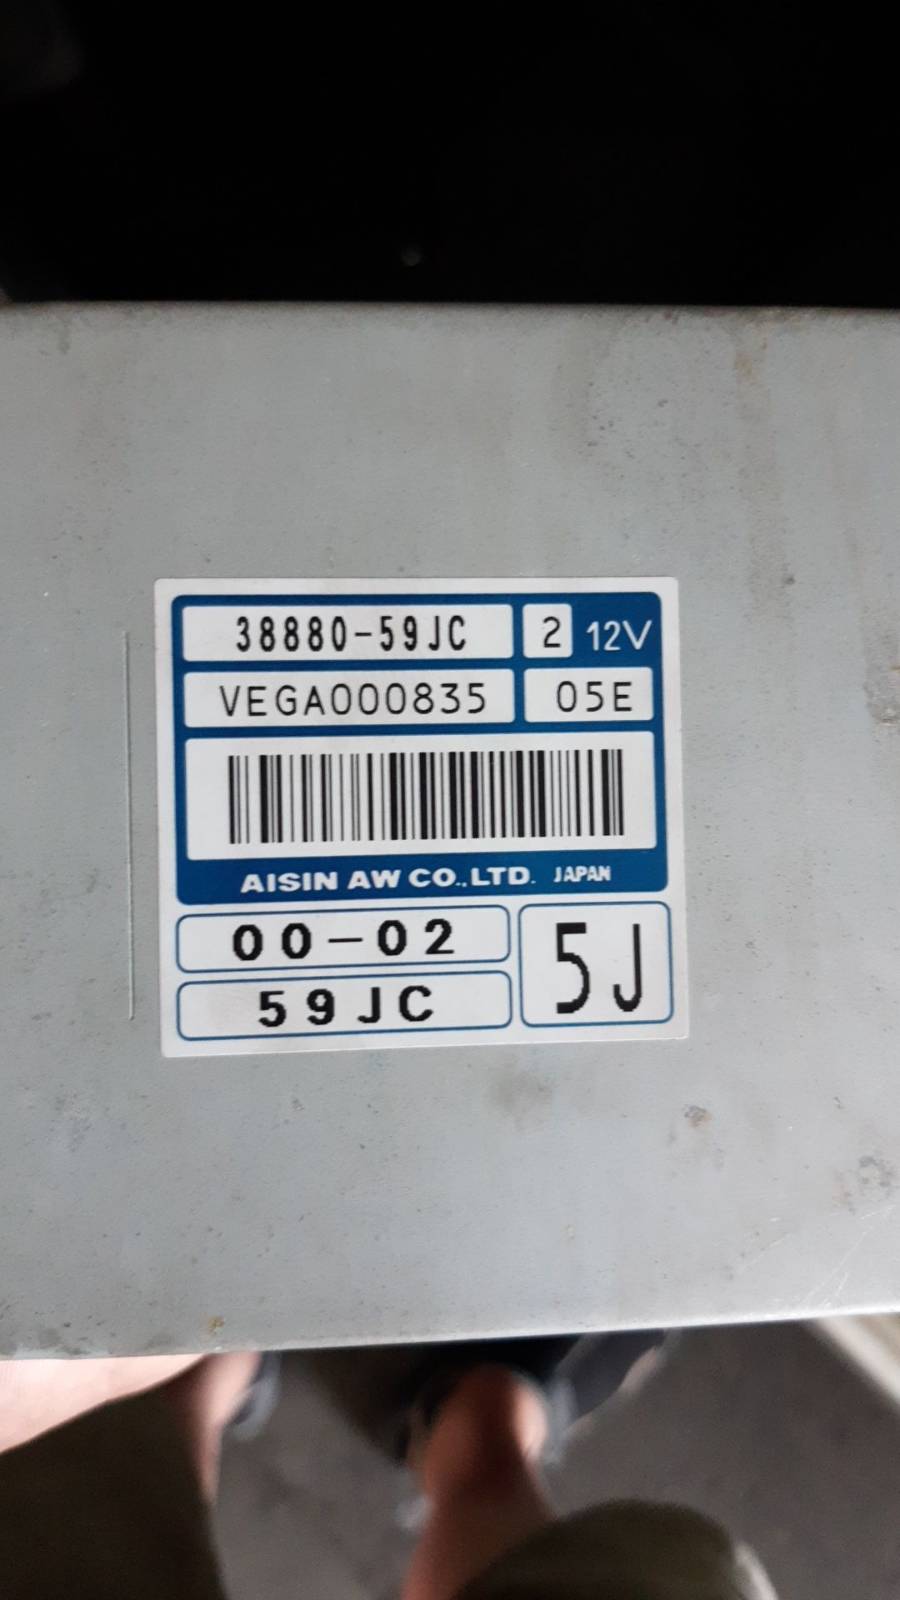 38880-59JC 2 12V
VEGA000835 05E
AISIN AW CO.,LTD. JAPAN
00-02
59JC 5J